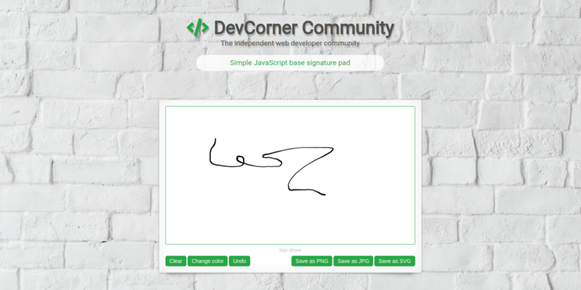 </> DevCorner Community
The independent web developer community
Simple JavaScript base signature pad
Sign above
Clear
Change color
Undo
Save as PNG
Save as JPG
Save as SVG